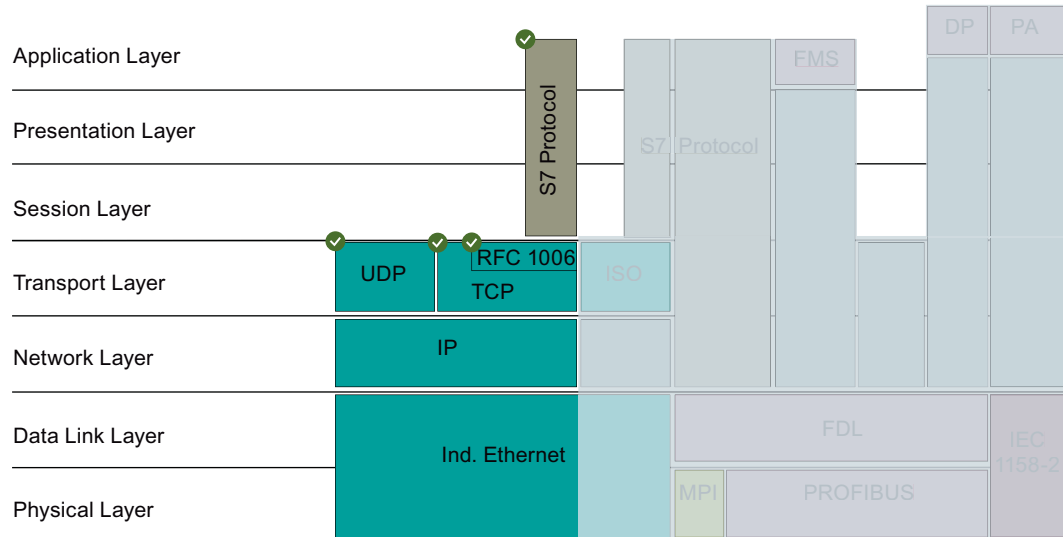 DP PA
Application Layer
FMS
S7 Protocol
Presentation Layer
S7 Protocol
Session Layer
RFC 1006
UDP
ISO
Transport Layer
TCP
IP
Network Layer
FDL
Data Link Layer
IEC
1158-2
Ind. Ethernet
MPI
PROFIBUS
Physical Layer